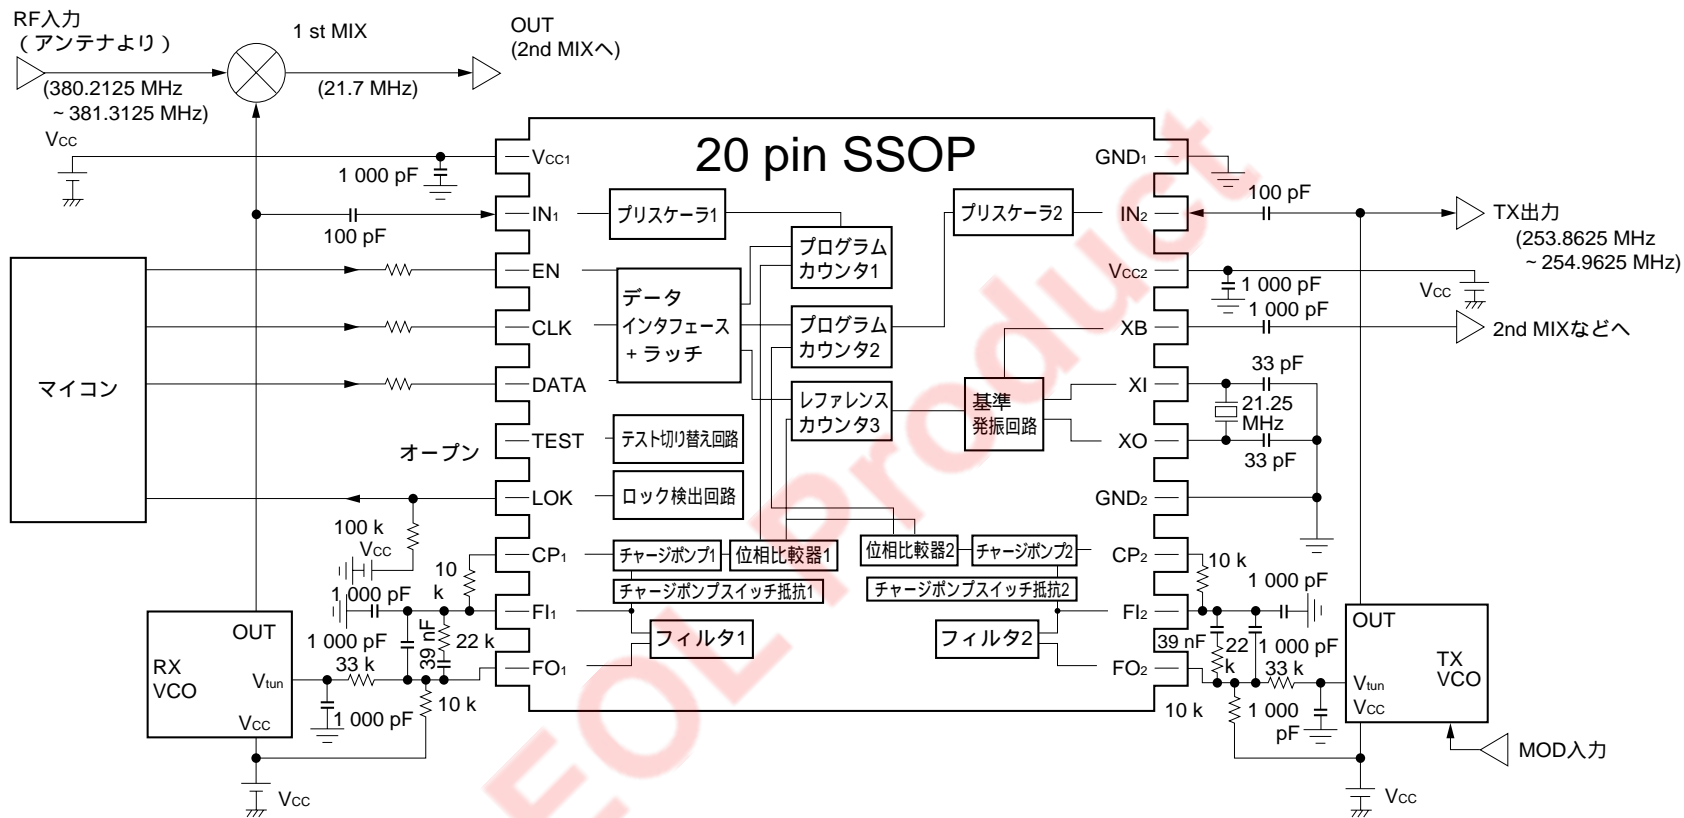 RF入力
（アンテナより）
1 st MIX
OUT
(2nd MIXへ)
(380.2125 MHz
~ 381.3125 MHz)
(21.7 MHz)
VCC
1 000 pF
100 pF
マイコン
オープン
100 k
VCC
20 pin SSOP
VCC1
IN1
EN
CLK
DATA
TEST
LOK
CP1
FI1
FO1
GND1
IN2
VCC2
XB
XI
XO
GND2
CP2
FI2
FO2
プリスケーラ1
プリスケーラ2
プログラム
カウンタ1
データ
インタフェース
+ ラッチ
プログラム
カウンタ2
レファレンス
カウンタ3
基準
発振回路
テスト切り替え回路
ロック検出回路
チャージポンプ1
位相比較器1
位相比較器2
チャージポンプ2
チャージポンプスイッチ抵抗1
チャージポンプスイッチ抵抗2
フィルタ1
フィルタ2
100 pF
TX出力
(253.8625 MHz
~ 254.9625 MHz)
1 000 pF
VCC
1 000 pF
2nd MIXなどへ
33 pF
21.25
MHz
33 pF
10
k
1 000 pF
1 000 pF
39 nF
22 k
33 k
1 000 pF
10 k
OUT
RX
VCO
Vtun
VCC
VCC
10 k
1 000 pF
39 nF
22
k
1 000 pF
33 k
10 k
1 000
pF
OUT
TX
VCO
Vtun
VCC
MOD入力
VCC
EOL Product